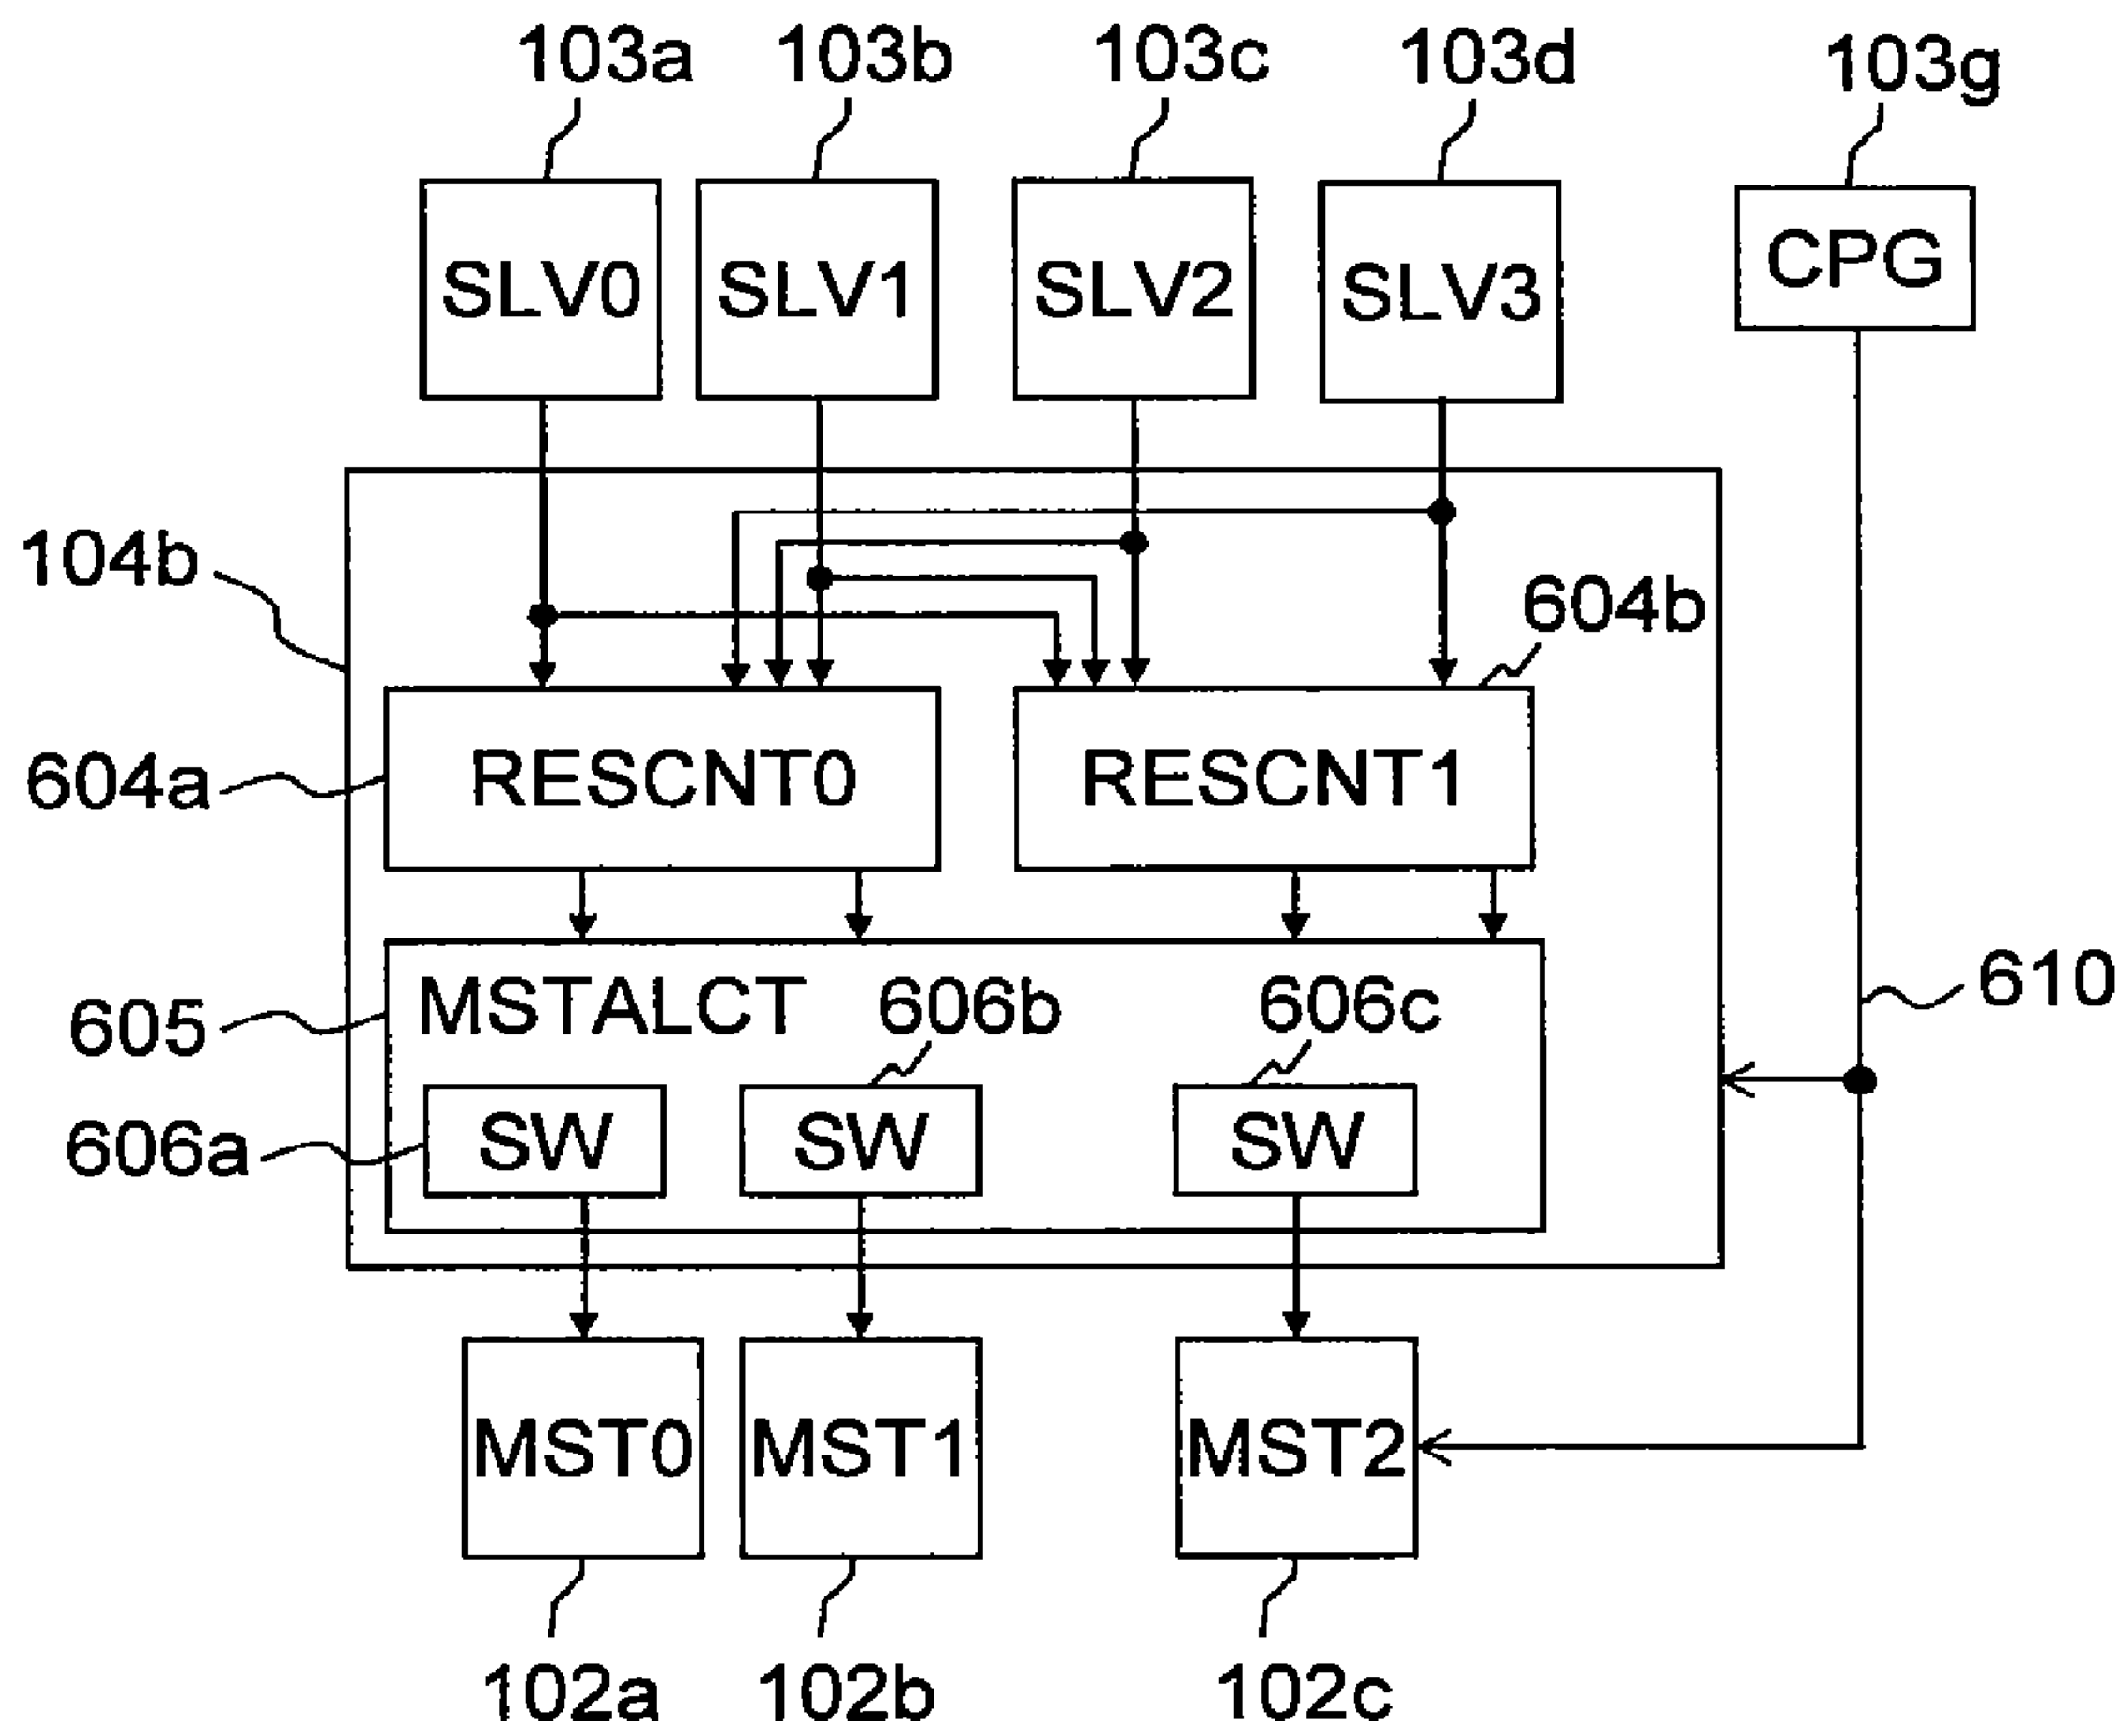 103a 103b 103c 103d 103g
SLV0 SLV1 SLV2 SLV3 CPG
104b
604b
604a RESCNT0 RESCNT1
605 MSTALCT 606b 606c 610
606a SW SW SW
MST0 MST1 MST2
102a 102b 102c